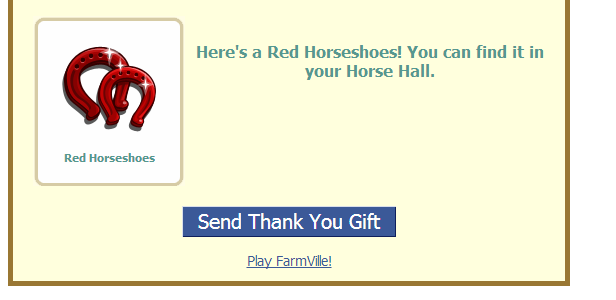 Here's a Red Horseshoes! You can find it in
your Horse Hall.
Red Horseshoes
Send Thank You Gift
Play FarmVille!